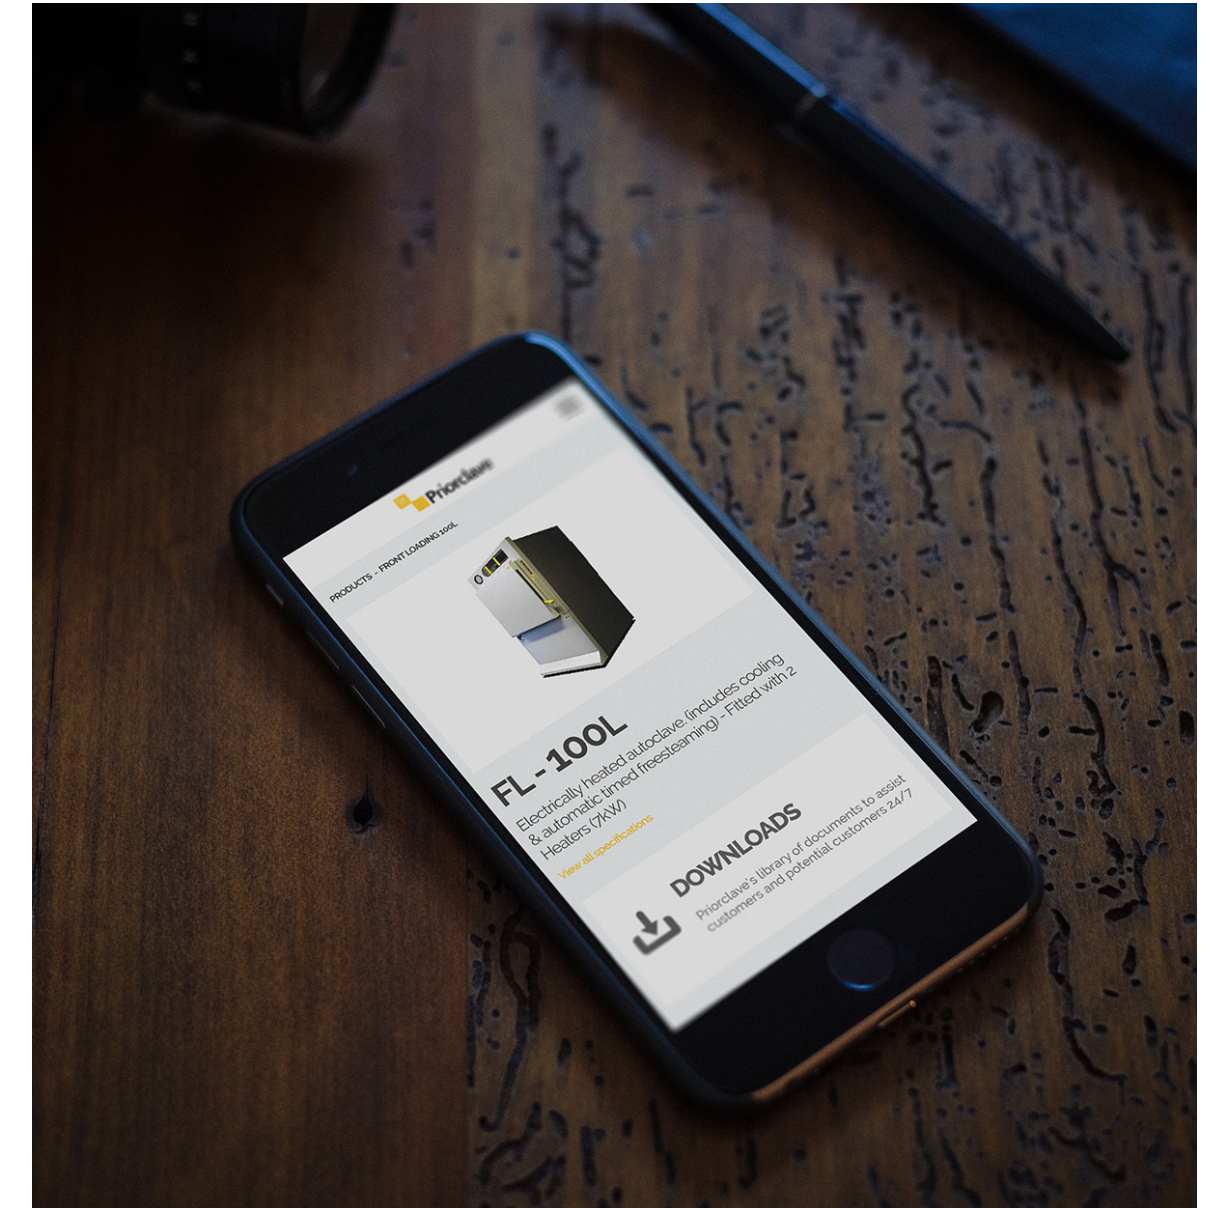 Priorclave
PRODUCTS - FRONT LOADING 100L
FL - 100L
Electrically heated autoclave. (includes cooling
& automatic timed freesteaming) - Fitted with 2
Heaters (7kW)
View all specifications
DOWNLOADS
Priorclave's library of documents to assist
customers and potential customers 24/7